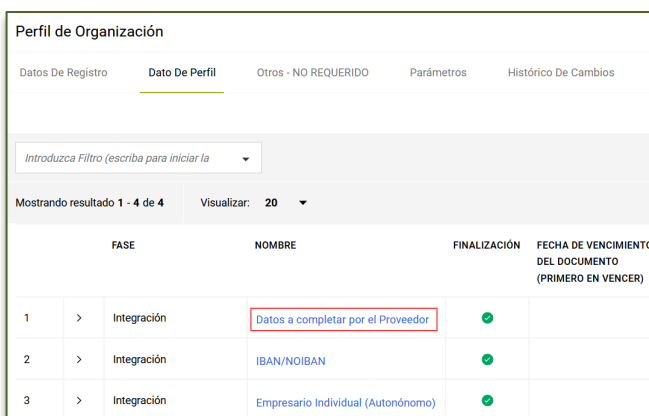 Perfil de Organización
Datos De Registro Dato De Perfil Otros - NO REQUERIDO Parámetros Histórico De Cambios
Introduzca Filtro (escriba para iniciar la
Mostrando resultado 1 - 4 de 4 Visualizar: 20
FASE NOMBRE FINALIZACIÓN FECHA DE VENCIMIENTO
DEL DOCUMENTO
(PRIMERO EN VENCER)
1 > Integración Datos a completar por el Proveedor
2 > Integración IBAN/NOIBAN
3 > Integración Empresario Individual (Autonónomo)